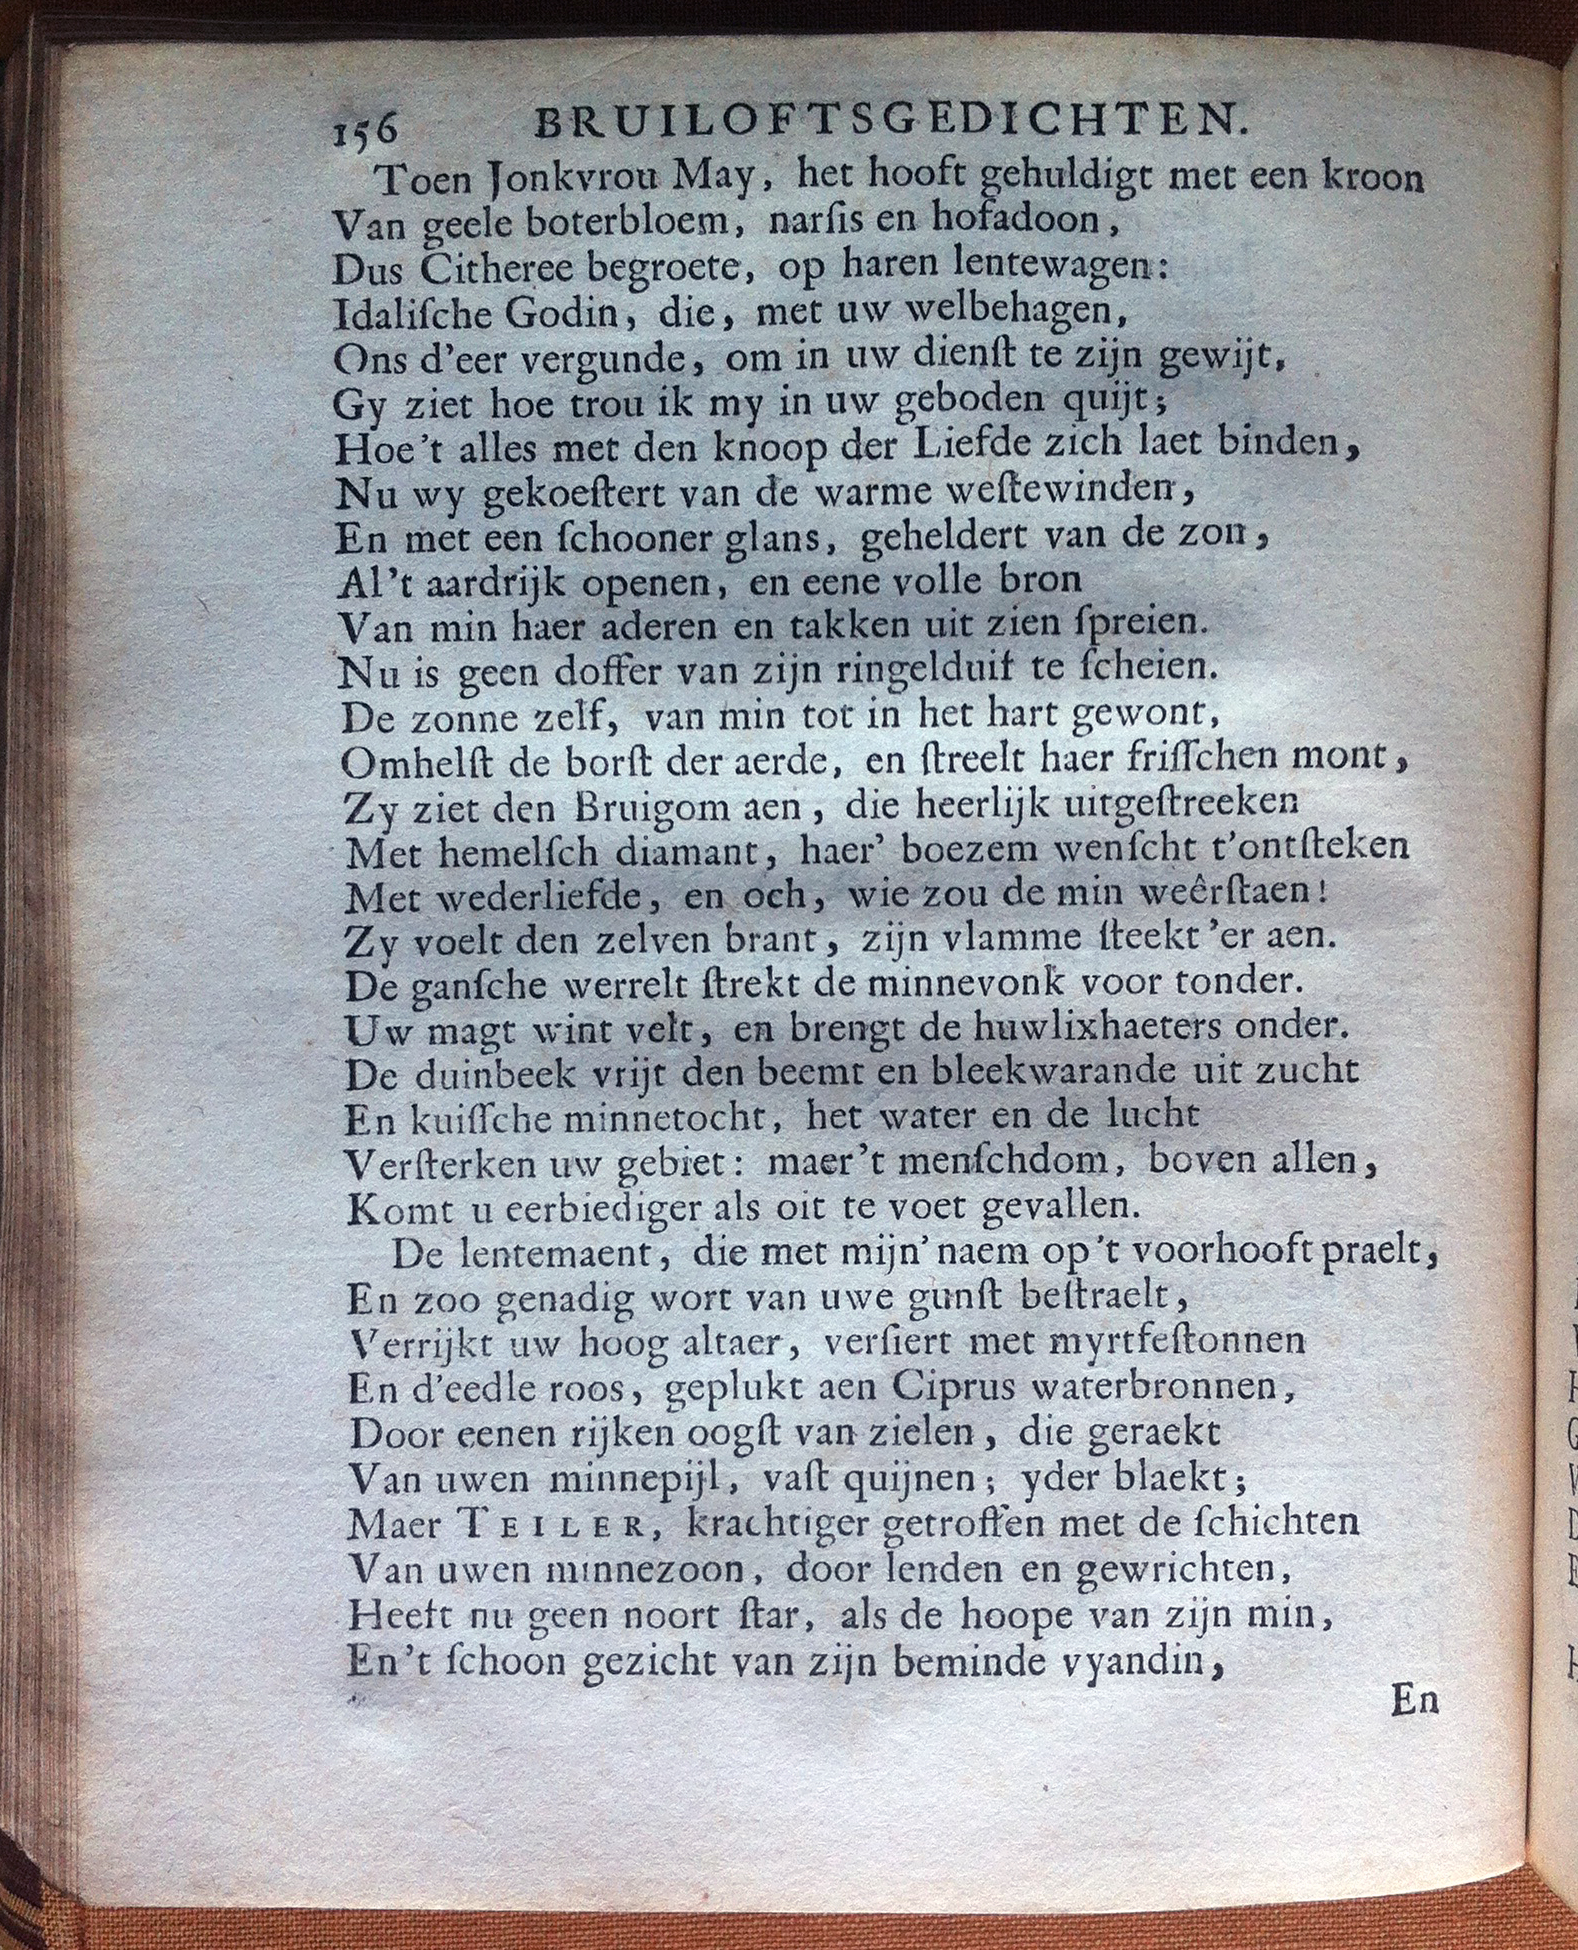 156 BRUILOFTSGEDICHTEN.
Toen Jonkvrou May, het hooft gehuldigt met een kroon
Van geele boterbloem, narſis en hofadoon,
Dus Citheree begroete, op haren lentewagen:
Idaliſche Godin, die, met uw welbehagen,
Ons d'eer vergunde, om in uw dienſt te zijn gewijt,
Gy ziet hoe trou ik my in uw geboden quijt;
Hoe't alles met den knoop der Liefde zich laet binden,
Nu wy gekoeſtert van de warme weſtewinden,
En met een ſchooner glans, geheldert van de zon,
Al't aardrijk openen, en eene volle bron
Van min haer aderen en takken uit zien ſpreien.
Nu is geen doffer van zijn ringelduif te ſcheien.
De zonne zelf, van min tot in het hart gewont,
Omhelſt de borſt der aerde, en ſtreelt haer friſſchen mont,
Zy ziet den Bruigom aen, die heerlijk uitgeſtreeken
Met hemelſch diamant, haer' boezem wenſcht t'ontſteken
Met wederliefde, en och, wie zou de min weêrſtaen!
Zy voelt den zelven brant, zijn vlamme ſteekt 'er aen.
De ganſche werrelt ſtrekt de minnevonk voor tonder.
Uw magt wint velt, en brengt de huwlixhaeters onder.
De duinbeek vrijt den beemt en bleekwarande uit zucht
En kuiſſche minnetocht, het water en de lucht
Verſterken uw gebiet: maer't menſchdom, boven allen,
Komt u eerbiediger als oit te voet gevallen.
De lentemaent, die met mijn' naem op't voorhooft praelt,
En zoo genadig wort van uwe gunſt beſtraelt,
Verrijkt uw hoog altaer, verſiert met myrtfeſtonnen
En d'eedle roos, geplukt aen Ciprus waterbronnen,
Door eenen rijken oogſt van zielen, die geraekt
Van uwen minnepijl, vaſt quijnen; yder blaekt;
Maer TEILER, krachtiger getroffen met de ſchichten
Van uwen minnezoon, door lenden en gewrichten,
Heeft nu geen noort ſtar, als de hoope van zijn min,
En't ſchoon gezicht van zijn beminde vyandin,
En